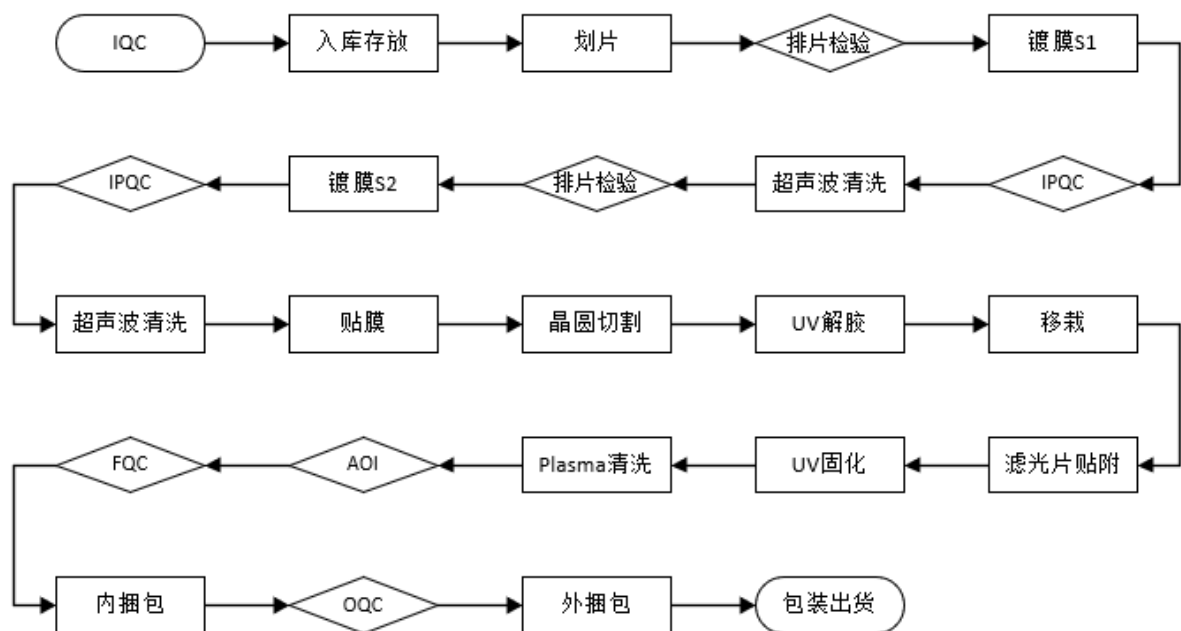 IQC
入库存放
划片
排片检验
镀膜S1
IPQC
超声波清洗
排片检验
镀膜S2
IPQC
超声波清洗
贴膜
晶圆切割
UV解胶
移栽
滤光片贴附
UV固化
Plasma清洗
AOI
FQC
内捆包
OQC
外捆包
包装出货